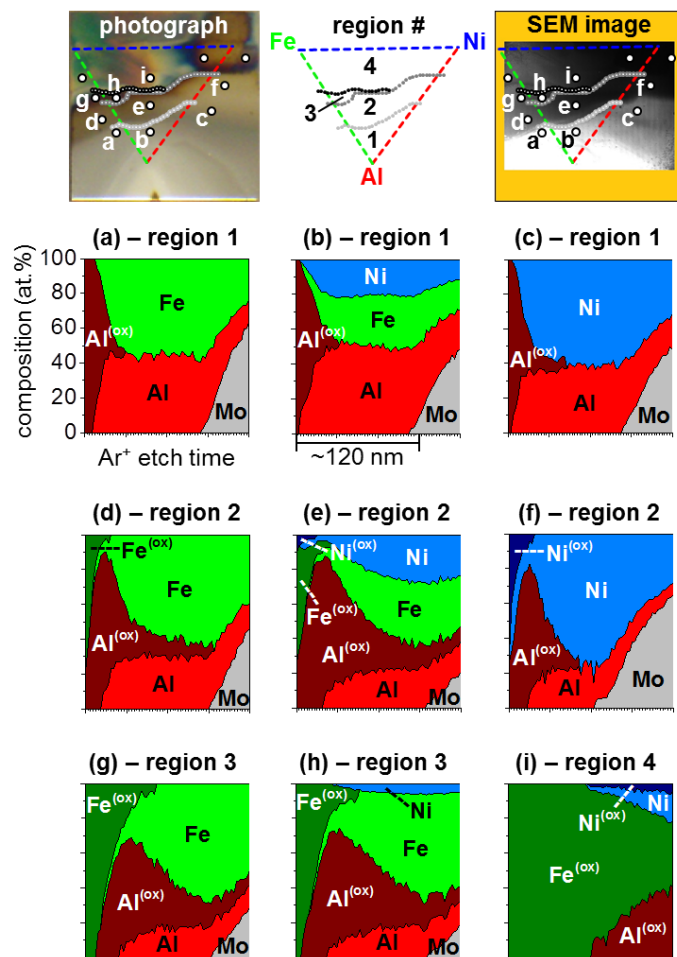 photograph
region #
SEM image
Fe
Ni
Al
4
3
2
1
h
i
g
f
e
d
c
a
b
h
i
g
f
e
d
c
a
b
(a) – region 1
(b) – region 1
(c) – region 1
composition (at.%)
100
80
60
40
20
0
Fe
Al(ox)
Al
Mo
Ni
Fe
Al(ox)
Al
Mo
Ni
Al(ox)
Al
Mo
Ar⁺ etch time
~120 nm
(d) – region 2
(e) – region 2
(f) – region 2
Fe(ox)
Fe
Al(ox)
Al
Mo
Ni(ox)
Ni
Fe(ox)
Fe
Al(ox)
Al
Mo
Ni(ox)
Ni
Al(ox)
Al
Mo
(g) – region 3
(h) – region 3
(i) – region 4
Fe(ox)
Fe
Al(ox)
Al
Mo
Fe(ox)
Ni
Fe
Al(ox)
Al
Mo
Ni
Ni(ox)
Fe(ox)
Al(ox)